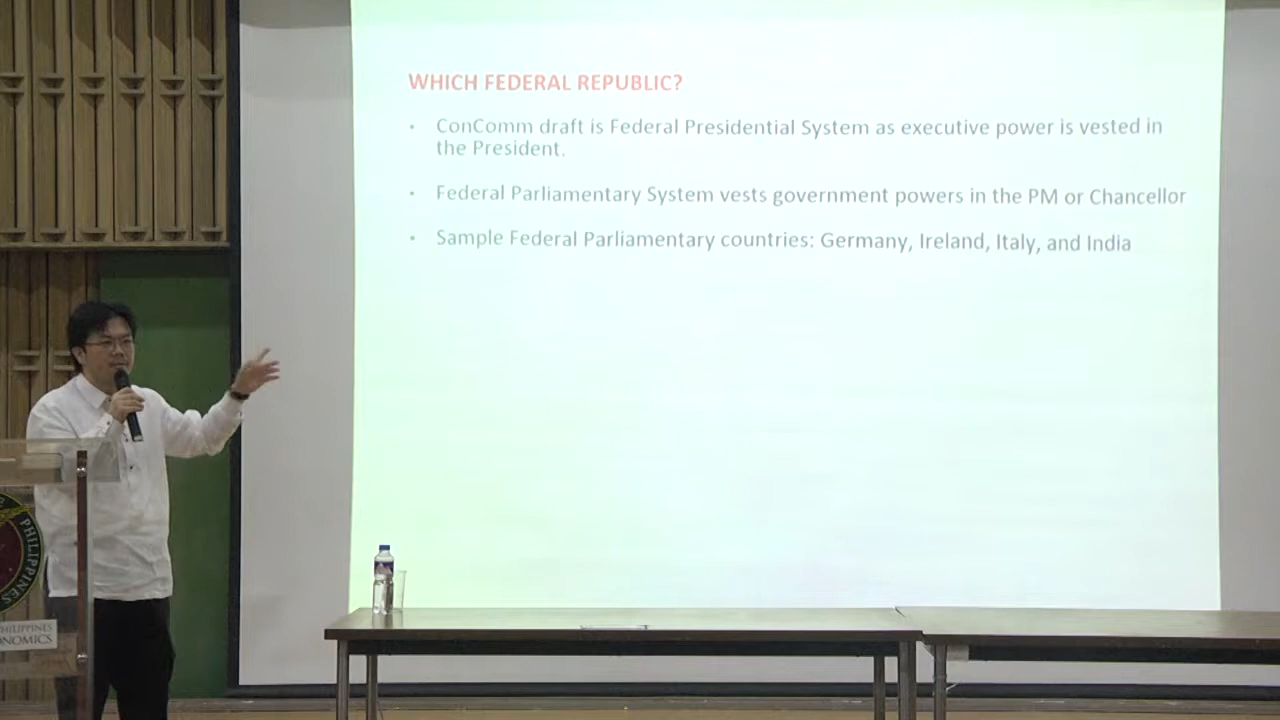 WHICH FEDERAL REPUBLIC?
• ConComm draft is Federal Presidential System as executive power is vested in
the President.
• Federal Parliamentary System vests government powers in the PM or Chancellor
• Sample Federal Parliamentary countries: Germany, Ireland, Italy, and India
PHILIPPINES
PHILIPPINES